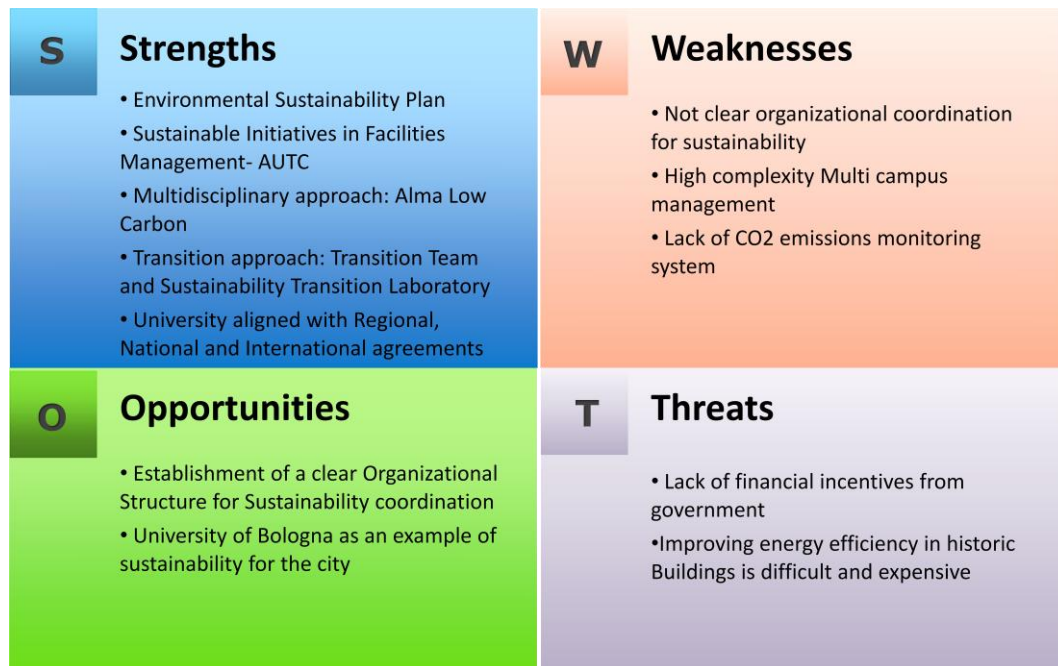 S
Strengths
• Environmental Sustainability Plan
• Sustainable Initiatives in Facilities
Management- AUTC
• Multidisciplinary approach: Alma Low
Carbon
• Transition approach: Transition Team
and Sustainability Transition Laboratory
• University aligned with Regional,
National and International agreements
W
Weaknesses
• Not clear organizational coordination
for sustainability
• High complexity Multi campus
management
• Lack of CO2 emissions monitoring
system
O
Opportunities
• Establishment of a clear Organizational
Structure for Sustainability coordination
• University of Bologna as an example of
sustainability for the city
T
Threats
• Lack of financial incentives from
government
•Improving energy efficiency in historic
Buildings is difficult and expensive